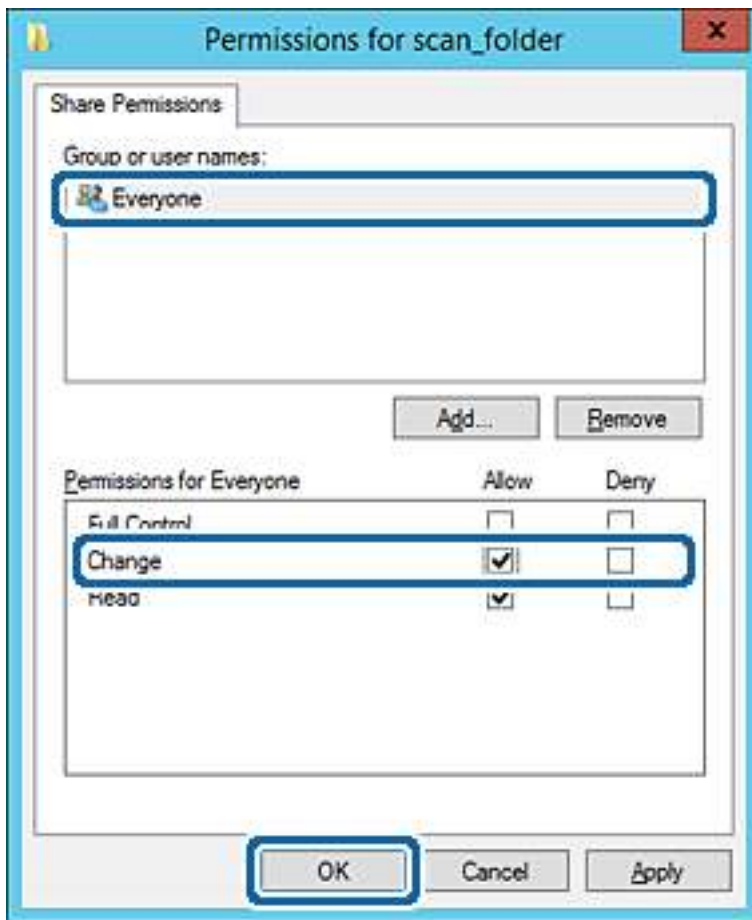 Permissions for scan_folder
Share Permissions
Group or user names:
Everyone
Add... Remove
Permissions for Everyone Allow Deny
Full Control
Change
Read
OK Cancel Apply